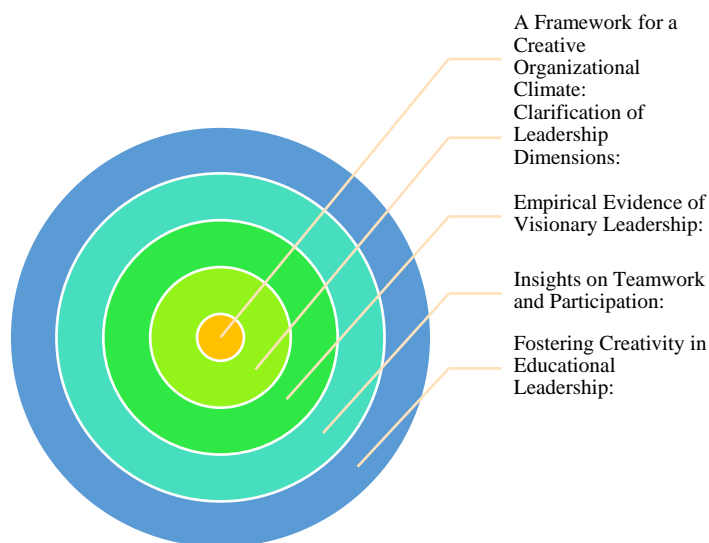 A Framework for a
Creative
Organizational
Climate:
Clarification of
Leadership
Dimensions:
Empirical Evidence of
Visionary Leadership:
Insights on Teamwork
and Participation:
Fostering Creativity in
Educational
Leadership: